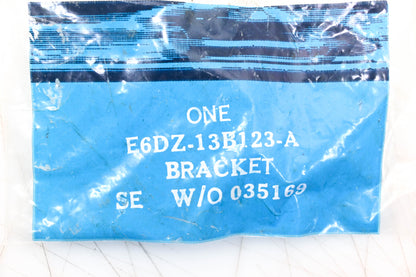 ONE
E6DZ-13B123-A
BRACKET
SE W/O 035169